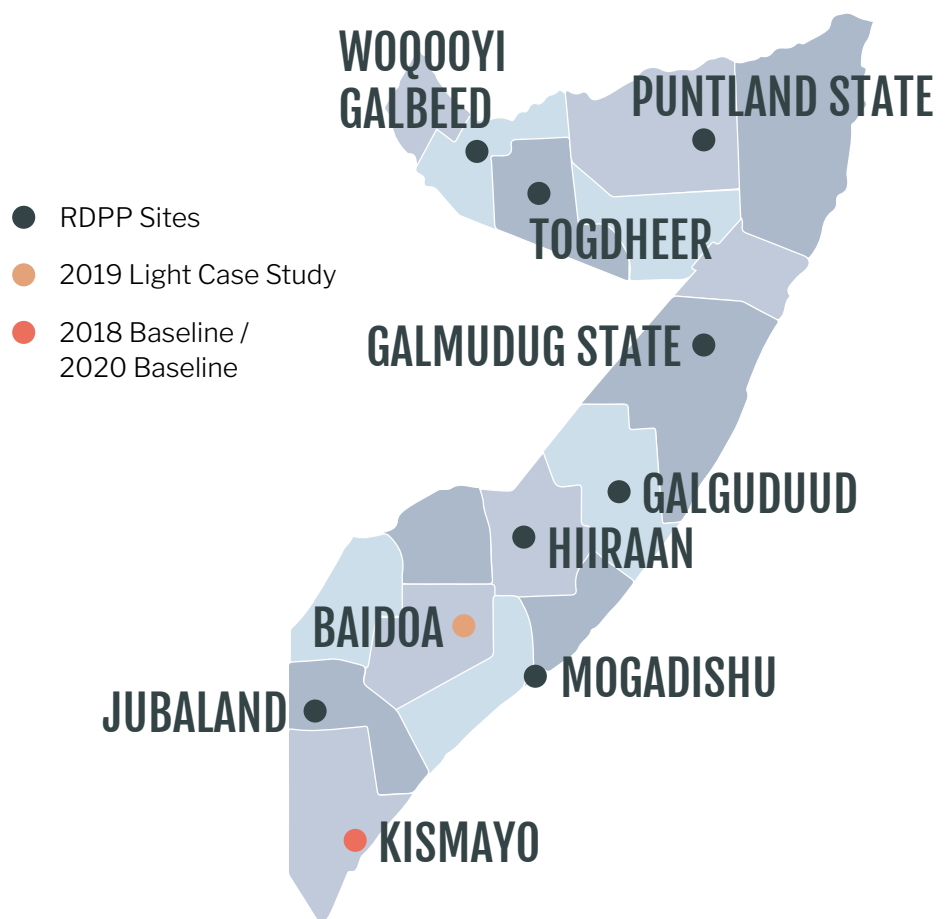 WOQOOYI
GALBEED
PUNTLAND STATE
RDPP Sites
TOGDHEER
2019 Light Case Study
2018 Baseline /
2020 Baseline
GALMUDUG STATE
GALGUDUUD
HIIRAAN
BAIDOA
MOGADISHU
JUBALAND
KISMAYO